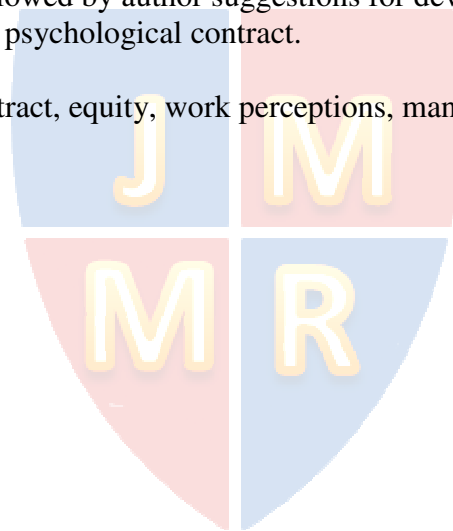 llowed by author suggestions for dev
psychological contract.
tract, equity, work perceptions, man
J M
M R